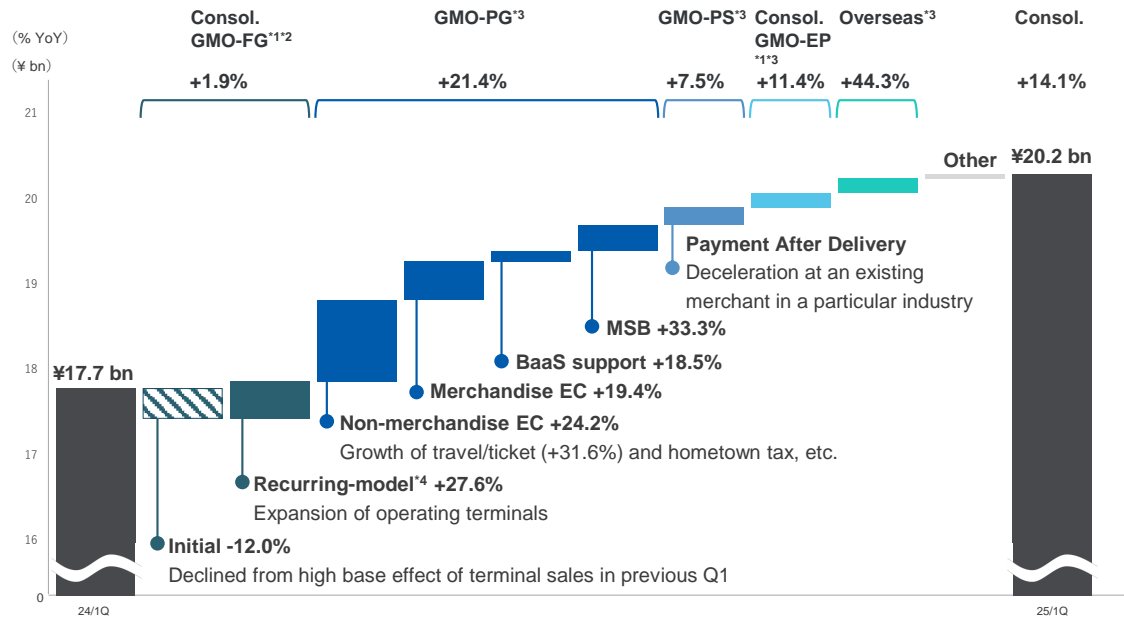 Consol.
GMO-FG*1*2
GMO-PG*3
GMO-PS*3
Consol.
GMO-EP
*1*3
Overseas*3
Consol.
(% YoY)
(¥ bn)
+1.9%
+21.4%
+7.5%
+11.4%
+44.3%
+14.1%
21
20
19
18
17
16
0
Other
¥20.2 bn
Payment After Delivery
Deceleration at an existing
merchant in a particular industry
MSB +33.3%
BaaS support +18.5%
¥17.7 bn
Merchandise EC +19.4%
Non-merchandise EC +24.2%
Growth of travel/ticket (+31.6%) and hometown tax, etc.
Recurring-model*4 +27.6%
Expansion of operating terminals
Initial -12.0%
Declined from high base effect of terminal sales in previous Q1
24/1Q
25/1Q